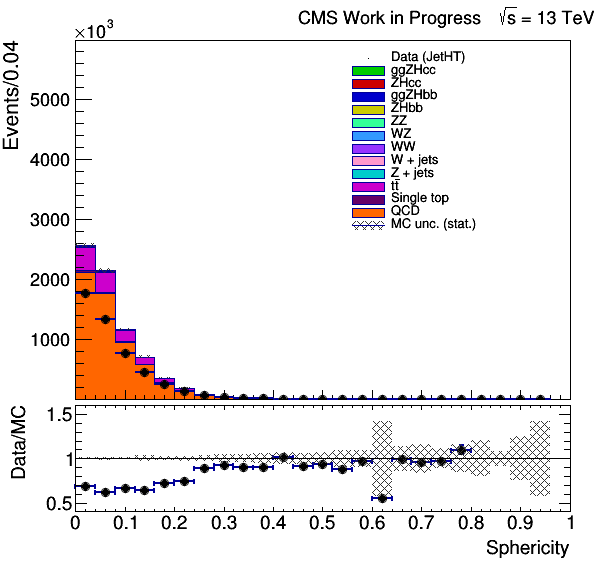 CMS Work in Progress √s = 13 TeV
×10³
Events/0.04
5000
4000
3000
2000
1000
Data (JetHT)
ggZHcc
ZHcc
ggZHbb
ZHbb
ZZ
WZ
WW
W + jets
Z + jets
tt̄
Single top
QCD
MC unc. (stat.)
Data/MC
1.5
1
0.5
0 0.1 0.2 0.3 0.4 0.5 0.6 0.7 0.8 0.9 1
Sphericity